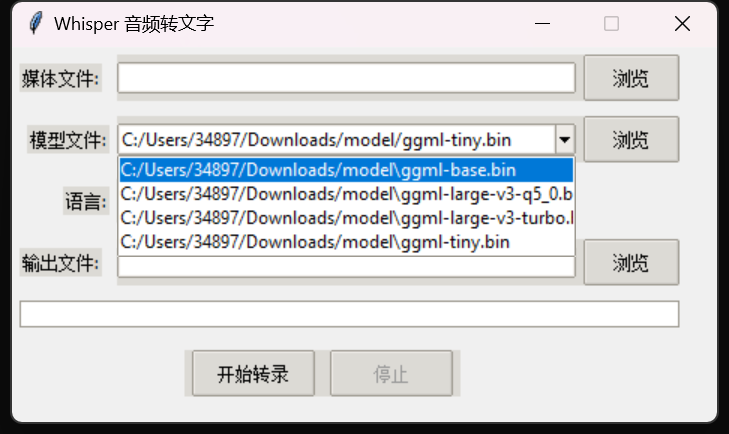 Whisper 音频转文字
媒体文件: 浏览
模型文件: C:/Users/34897/Downloads/model/ggml-tiny.bin 浏览
C:/Users/34897/Downloads/model\ggml-base.bin
C:/Users/34897/Downloads/model\ggml-large-v3-q5_0.b
语言:
C:/Users/34897/Downloads/model\ggml-large-v3-turbo.l
C:/Users/34897/Downloads/model\ggml-tiny.bin
输出文件: 浏览
开始转录 停止